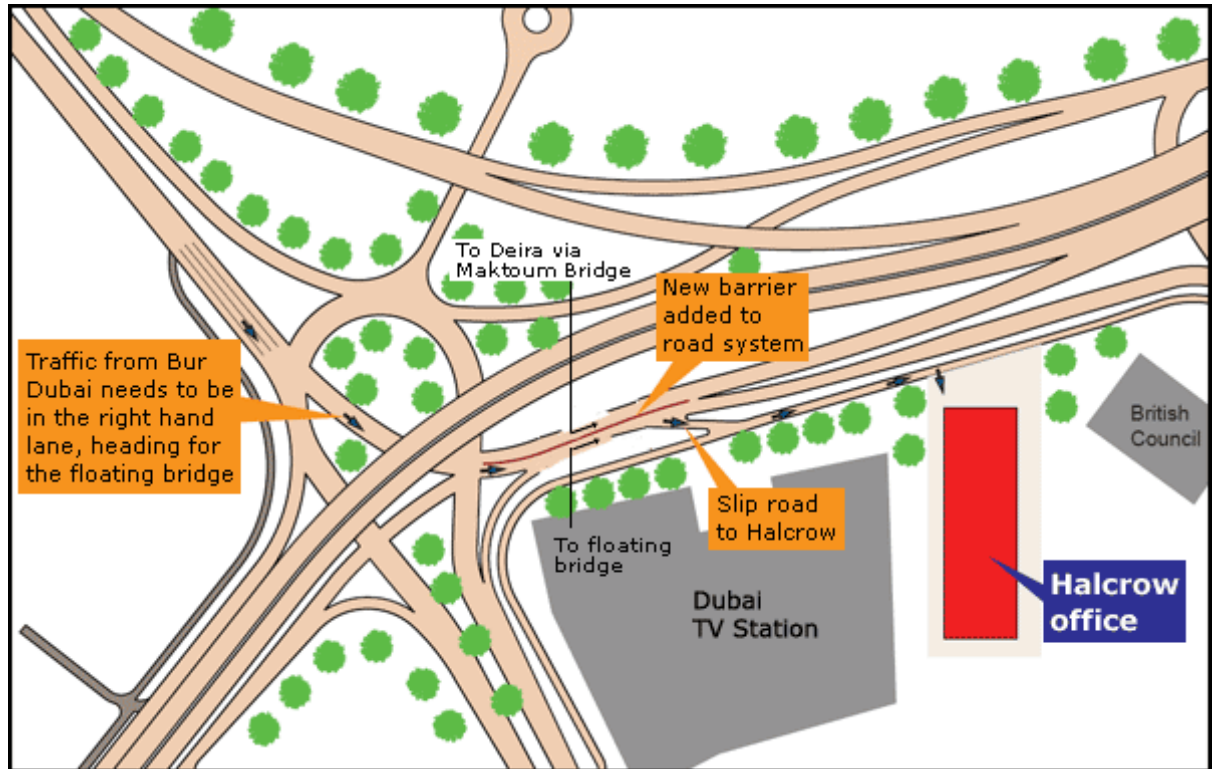 To Deira via
Maktoum Bridge
New barrier
added to
road system
Traffic from Bur
Dubai needs to be
in the right hand
lane, heading for
the floating bridge
British
Council
Slip road
to Halcrow
To floating
bridge
Dubai
TV Station
Halcrow
office